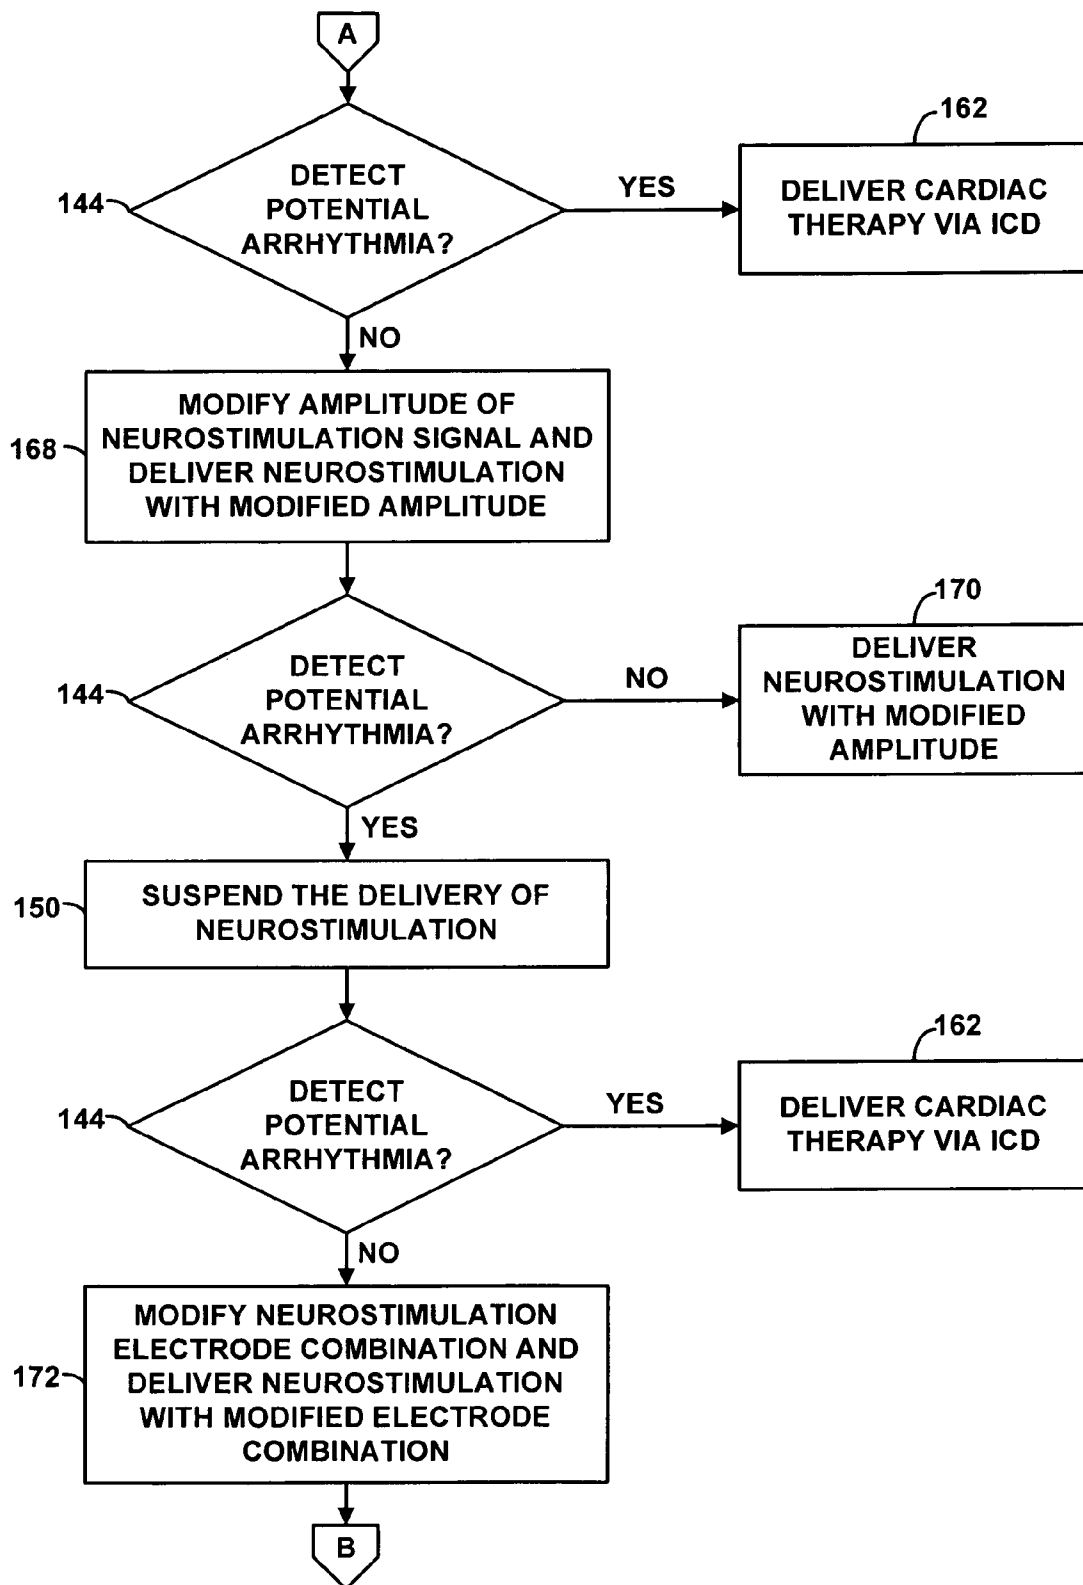 A
162
DETECT
POTENTIAL
ARRHYTHMIA?
144
YES
DELIVER CARDIAC
THERAPY VIA ICD
NO
MODIFY AMPLITUDE OF
NEUROSTIMULATION SIGNAL AND
DELIVER NEUROSTIMULATION
WITH MODIFIED AMPLITUDE
168
170
DETECT
POTENTIAL
ARRHYTHMIA?
144
NO
DELIVER
NEUROSTIMULATION
WITH MODIFIED
AMPLITUDE
YES
SUSPEND THE DELIVERY OF
NEUROSTIMULATION
150
162
DETECT
POTENTIAL
ARRHYTHMIA?
144
YES
DELIVER CARDIAC
THERAPY VIA ICD
NO
MODIFY NEUROSTIMULATION
ELECTRODE COMBINATION AND
DELIVER NEUROSTIMULATION
WITH MODIFIED ELECTRODE
COMBINATION
172
B